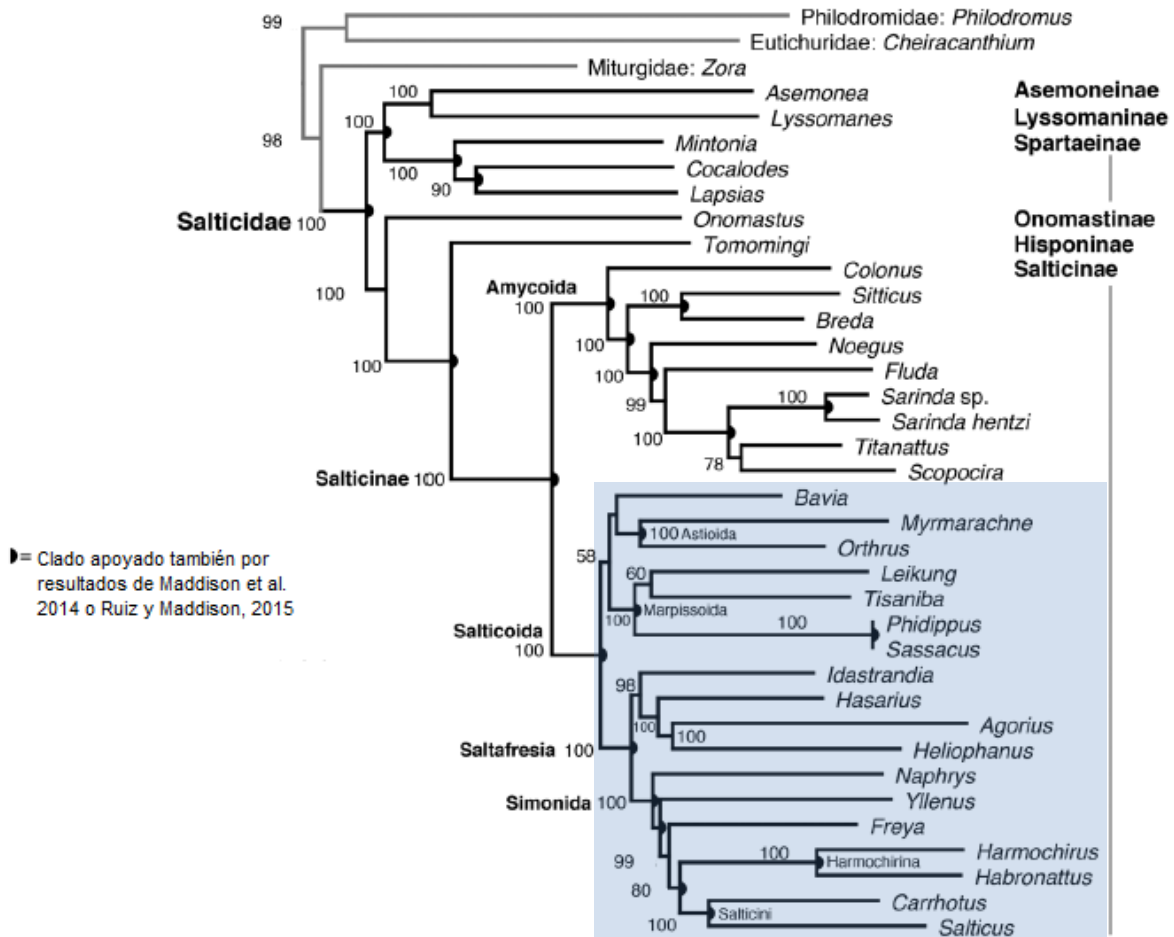 99
Philodromidae: Philodromus
Eutichuridae: Cheiracanthium
Miturgidae: Zora
98
100
Asemonea
Asemoneinae
100
Lyssomanes
Lyssomaninae
Mintonia
Spartaeinae
100
Cocalodes
90
Lapsias
Salticidae 100
Onomastus
Onomastinae
Tomomingi
Hisponinae
100
Colonus
Salticinae
Amycoida
100
100
Sitticus
Breda
100
Noegus
100
Fluda
99
100
Sarinda sp.
Sarinda hentzi
100
Titanattus
78
Scopocira
Salticinae 100
Bavia
Myrmarachne
100 Astioida
58
Orthrus
= Clado apoyado también por
resultados de Maddison et al.
2014 o Ruiz y Maddison, 2015
60
Leikung
Tisaniba
Marpissoida
100
100
Phidippus
Sassacus
Salticoida
100
Idastrandia
98
Hasarius
100
Agorius
100
Heliophanus
Saltafresia 100
Naphrys
Simonida 100
Yllenus
Freya
99
100
Harmochirus
Harmochirina
Habronattus
80
Carrhotus
Salticini
100
Salticus